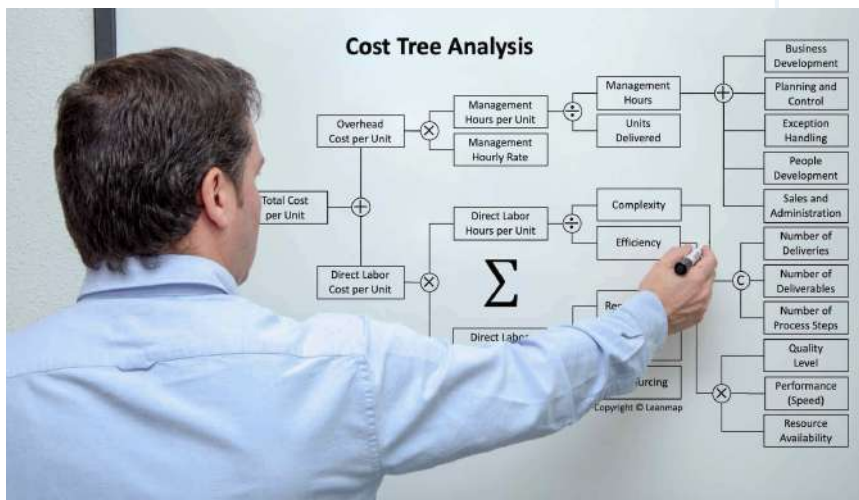 Cost Tree Analysis
Business
Development
Management
Hours
+
Planning and
Control
Management
Hours per Unit
÷
Overhead
Cost per Unit
×
Units
Delivered
Exception
Handling
Management
Hourly Rate
People
Development
Total Cost
per Unit
+
Direct Labor
Hours per Unit
÷
Complexity
Sales and
Administration
Efficiency
Number of
Deliveries
Direct Labor
Cost per Unit
×
Σ
C
Number of
Deliverables
Number of
Process Steps
Direct Labor
Quality
Level
Copyright © Leanmap
×
Performance
(Speed)
Resource
Availability